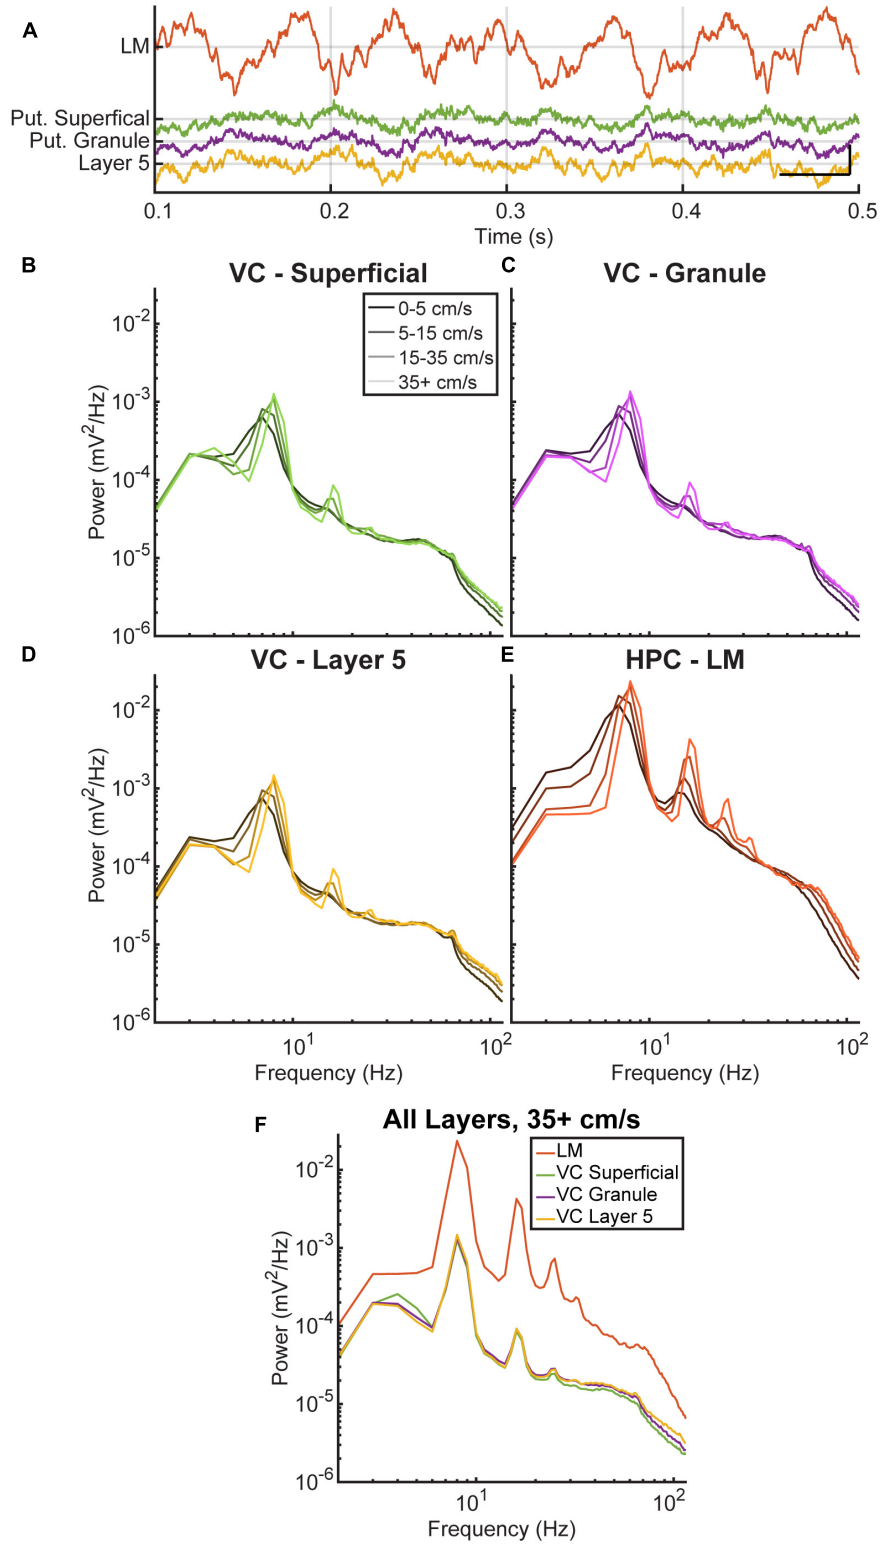 A
LM
Put. Superfical
Put. Granule
Layer 5
0.1 0.2 0.3 0.4 0.5
Time (s)
B VC - Superficial
0-5 cm/s
5-15 cm/s
15-35 cm/s
35+ cm/s
10-2
10-3
10-4
10-5
10-6
Power (mV2/Hz)
C VC - Granule
D VC - Layer 5
10-2
10-3
10-4
10-5
10-6
Power (mV2/Hz)
101 102
Frequency (Hz)
E HPC - LM
101 102
Frequency (Hz)
F All Layers, 35+ cm/s
LM
VC Superficial
VC Granule
VC Layer 5
10-2
10-3
10-4
10-5
10-6
Power (mV2/Hz)
101 102
Frequency (Hz)